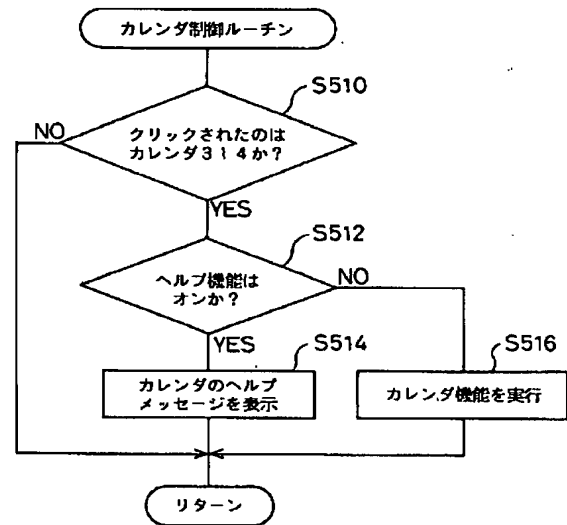 カレンダ制御ルーチン
S510
NO
クリックされたのは
カレンダ314か？
YES
S512
ヘルプ機能は
オンか？
NO
YES
S514
S516
カレンダのヘルプ
メッセージを表示
カレンダ機能を実行
リターン